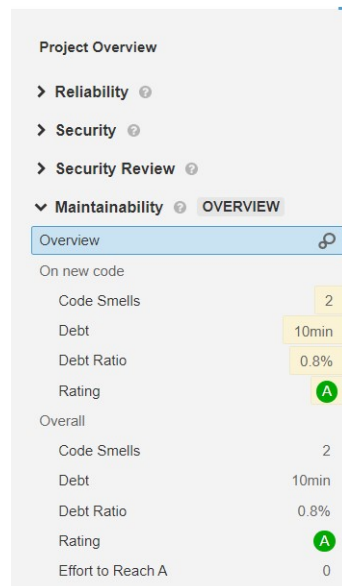 Project Overview
Reliability ?
Security ?
Security Review ?
Maintainability ? OVERVIEW
Overview
On new code
Code Smells 2
Debt 10min
Debt Ratio 0.8%
Rating A
Overall
Code Smells 2
Debt 10min
Debt Ratio 0.8%
Rating A
Effort to Reach A 0